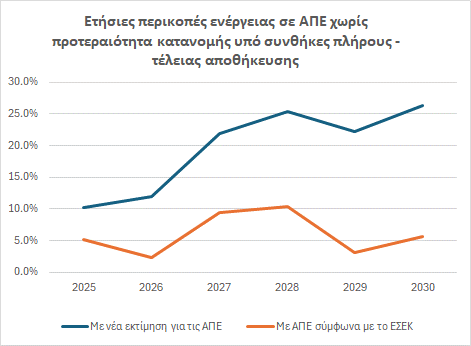 Ετήσιες περικοπές ενέργειας σε ΑΠΕ χωρίς
προτεραιότητα κατανομής υπό συνθήκες πλήρους -
τέλειας αποθήκευσης
30.0%
25.0%
20.0%
15.0%
10.0%
5.0%
0.0%
2025 2026 2027 2028 2029 2030
Με νέα εκτίμηση για τις ΑΠΕ Με ΑΠΕ σύμφωνα με το ΕΣΕΚ